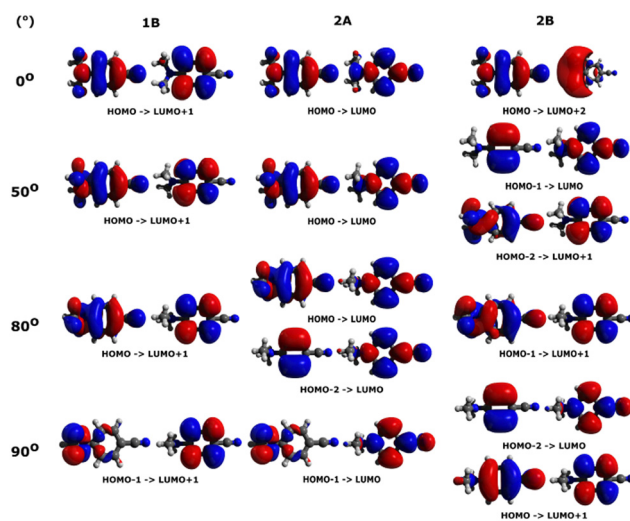 (°) 1B 2A 2B
0°
HOMO -> LUMO+1 HOMO -> LUMO HOMO -> LUMO+2
50°
HOMO-1 -> LUMO
HOMO -> LUMO+1 HOMO -> LUMO
HOMO-2 -> LUMO+1
80°
HOMO -> LUMO
HOMO -> LUMO+1 HOMO-1 -> LUMO+1
HOMO-2 -> LUMO
90°
HOMO-2 -> LUMO
HOMO-1 -> LUMO+1 HOMO-1 -> LUMO
HOMO -> LUMO+1